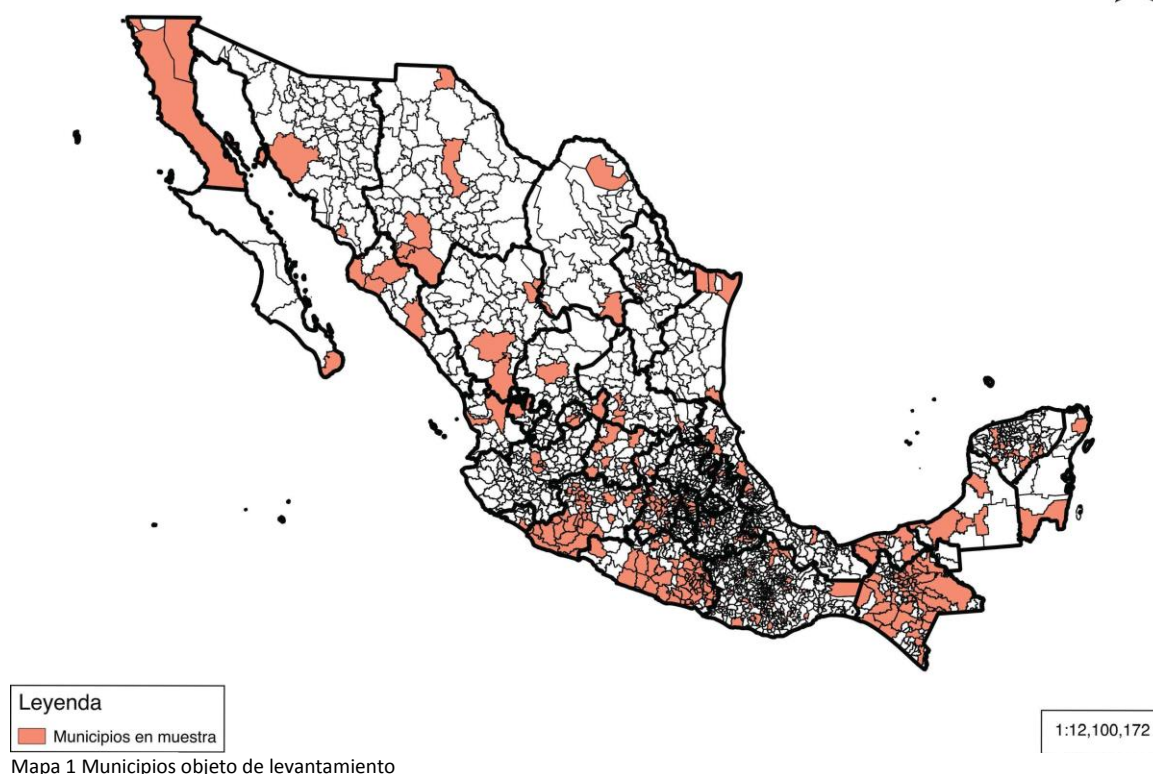 Leyenda
Municipios en muestra
1:12,100,172
Mapa 1 Municipios objeto de levantamiento